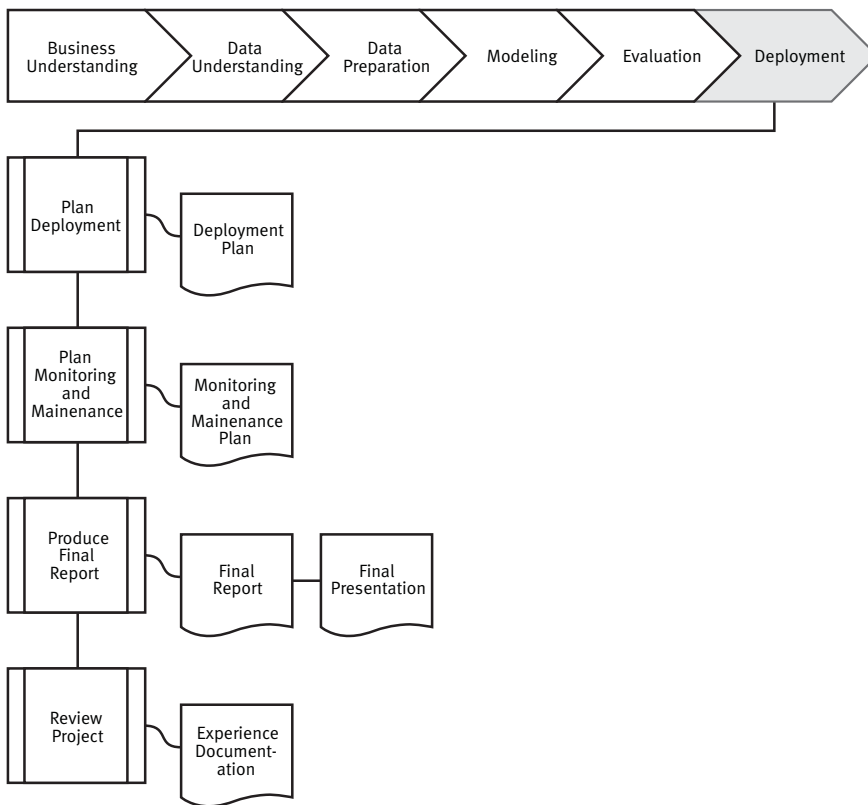 Business
Understanding
Data
Understanding
Data
Preparation
Modeling
Evaluation
Deployment
Plan
Deployment
Deployment
Plan
Plan
Monitoring
and
Mainenance
Monitoring
and
Mainenance
Plan
Produce
Final
Report
Final
Report
Final
Presentation
Review
Project
Experience
Document-
ation